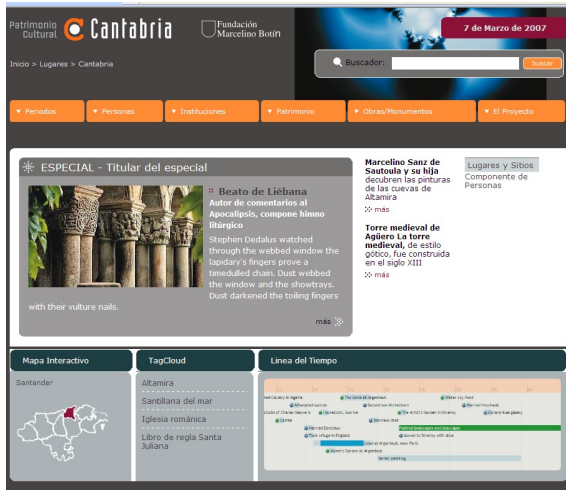 Patrimonio
Cultural
Cantabria
Fundación
Marcelino Botín
7 de Marzo de 2007
Inicio > Lugares > Cantabria
Buscador:
buscar
Periodos
Personas
Instituciones
Patrimonio
Obras/Monumentos
El Proyecto
ESPECIAL - Titular del especial
Beato de Liébana
Autor de comentarios al
Apocalipsis, compone himno
litúrgico
Stephen Dedalus watched
through the webbed window the
lapidary's fingers prove a
timedulled chain. Dust webbed
the window and the showtrays.
Dust darkened the toiling fingers
with their vulture nails.
más
Marcelino Sanz de
Sautoula y su hija
decubren las pinturas
de las cuevas de
Altamira
más
Torre medieval de
Agüero La torre
medieval, de estilo
gótico, fue construida
en el siglo XIII
más
Lugares y Sitios
Componente de
Personas
Mapa Interactivo
Santander
TagCloud
Altamira
Santillana del mar
Iglesia románica
Libro de regla Santa
Juliana
Linea del Tiempo